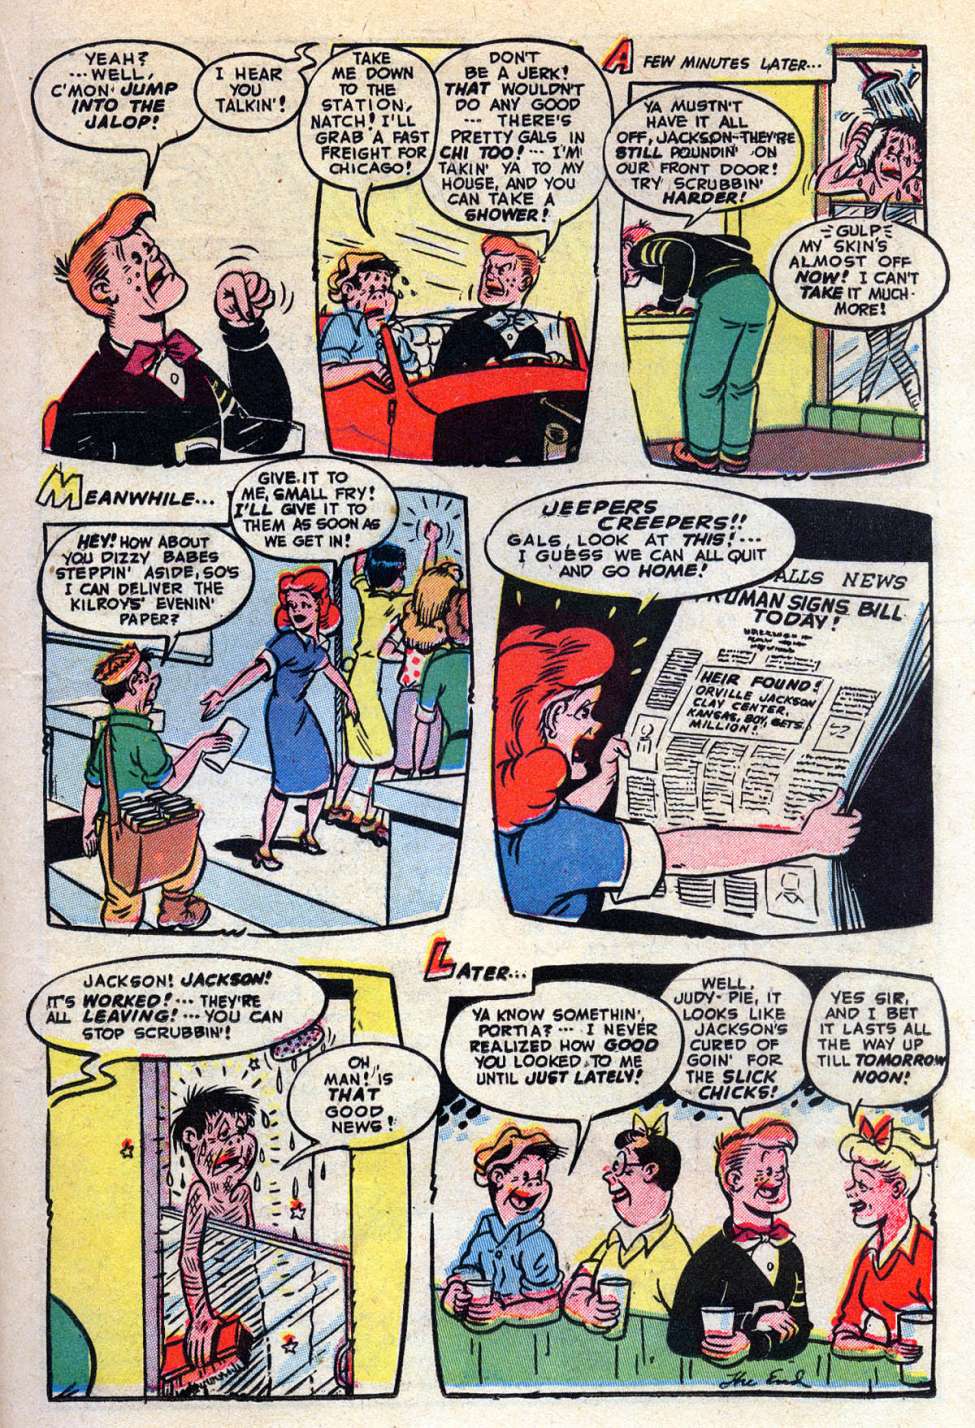 YEAH?
...WELL,
C'MON JUMP
INTO THE
JALOP!
I HEAR
YOU
TALKIN'!
TAKE
ME DOWN
TO THE
STATION,
NATCH! I'LL
GRAB A FAST
FREIGHT FOR
CHICAGO!
DON'T
BE A JERK!
THAT WOULDN'T
DO ANY GOOD
... THERE'S
PRETTY GALS IN
CHI TOO!... I'M
TAKIN' YA TO MY
HOUSE, AND YOU
CAN TAKE A
SHOWER!
A FEW MINUTES LATER...
YA MUSTN'T
HAVE IT ALL
OFF, JACKSON--THEY'RE
STILL POUNDIN' ON
OUR FRONT DOOR!
TRY SCRUBBIN'
HARDER!
GULP
MY SKIN'S
ALMOST OFF
NOW! I CAN'T
TAKE IT MUCH
MORE!
MEANWHILE...
HEY! HOW ABOUT
YOU DIZZY BABES
STEPPIN' ASIDE, SO'S
I CAN DELIVER THE
KILROYS' EVENIN'
PAPER?
GIVE IT TO
ME, SMALL FRY!
I'LL GIVE IT TO
THEM AS SOON AS
WE GET IN!
JEEPERS
CREEPERS!!
GALS, LOOK AT THIS!...
I GUESS WE CAN ALL QUIT
AND GO HOME!
ALLS NEWS
RUMAN SIGNS BILL
TODAY!
HEIR FOUND!
ORVILLE JACKSON
CLAY CENTER,
KANSAS, BOY, GETS
MILLION!
JACKSON! JACKSON!
IT'S WORKED!... THEY'RE
ALL LEAVING!... YOU CAN
STOP SCRUBBIN'!
OH
MAN! IS
THAT
GOOD
NEWS!
LATER...
YA KNOW SOMETHIN',
PORTIA?... I NEVER
REALIZED HOW GOOD
YOU LOOKED TO ME
UNTIL JUST LATELY!
WELL,
JUDY-PIE, IT
LOOKS LIKE
JACKSON'S
CURED OF
GOIN' FOR
THE SLICK
CHICKS!
YES SIR,
AND I BET
IT LASTS ALL
THE WAY UP
TILL TOMORROW
NOON!
The End